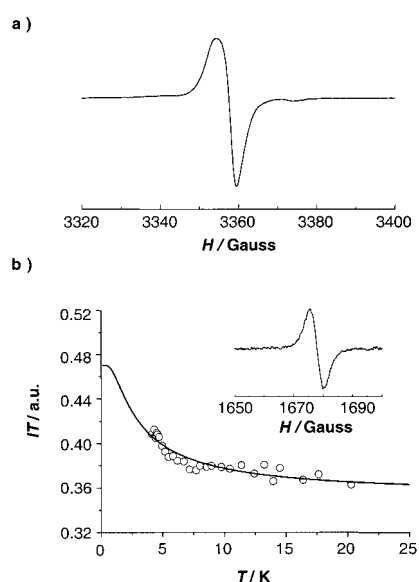 a )
3320 3340 3360 3380 3400
H / Gauss
b )
0.52
0.48
0.44
0.40
0.36
0.32
IT / a.u.
1650 1670 1690
H / Gauss
0 5 10 15 20 25
T / K